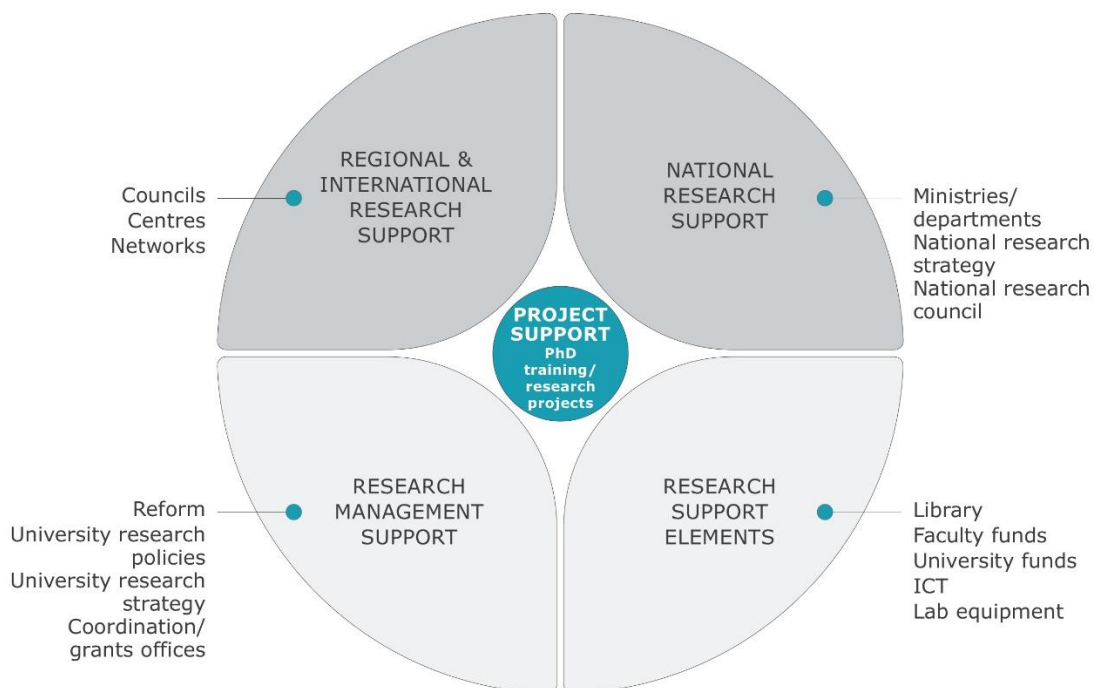 REGIONAL &
INTERNATIONAL
RESEARCH
SUPPORT
Councils
Centres
Networks
NATIONAL
RESEARCH
SUPPORT
Ministries/
departments
National research
strategy
National research
council
PROJECT
SUPPORT
PhD
training/
research
projects
RESEARCH
MANAGEMENT
SUPPORT
Reform
University research
policies
University research
strategy
Coordination/
grants offices
RESEARCH
SUPPORT
ELEMENTS
Library
Faculty funds
University funds
ICT
Lab equipment